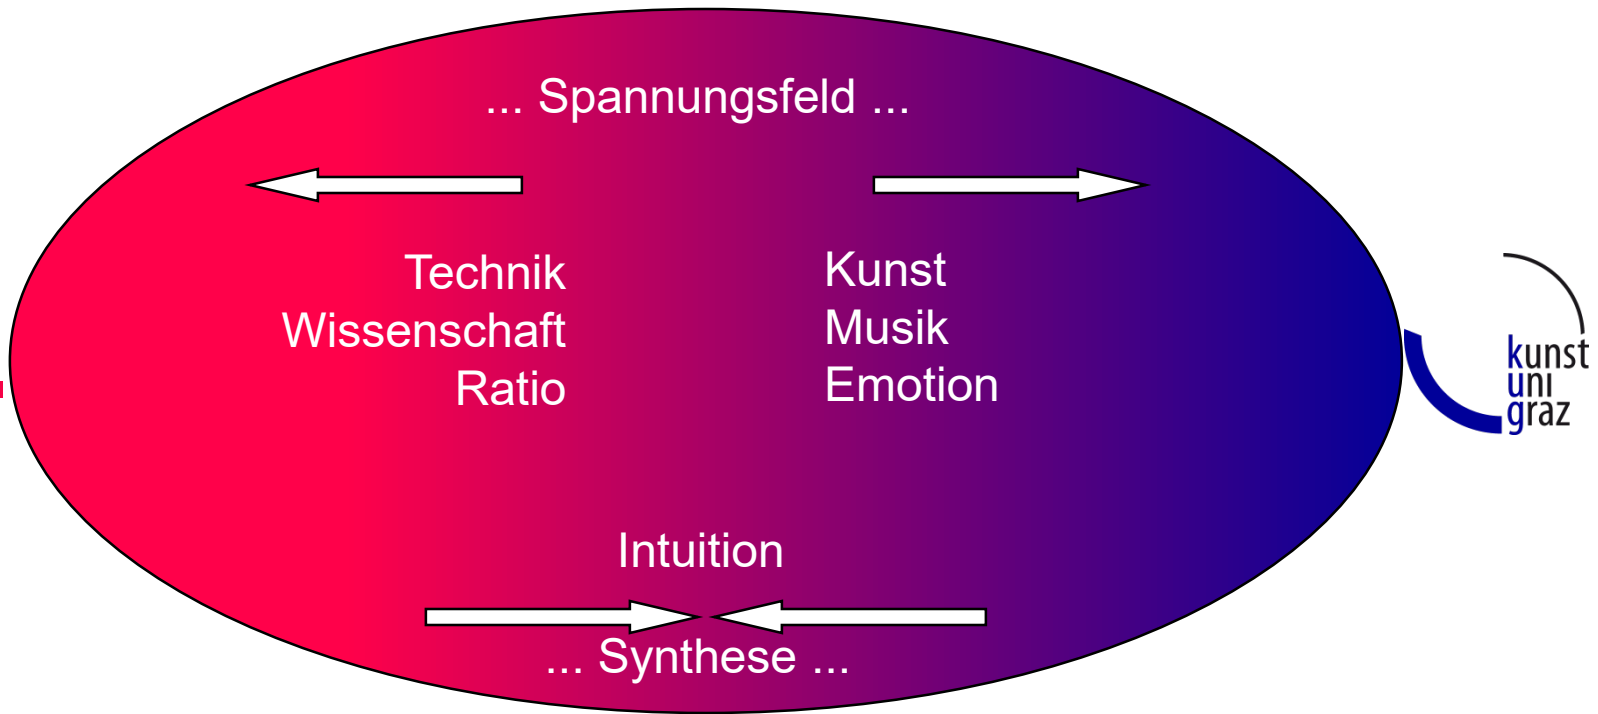 ... Spannungsfeld ...
Technik
Wissenschaft
Ratio
Kunst
Musik
Emotion
kunst
uni
graz
Intuition
... Synthese ...